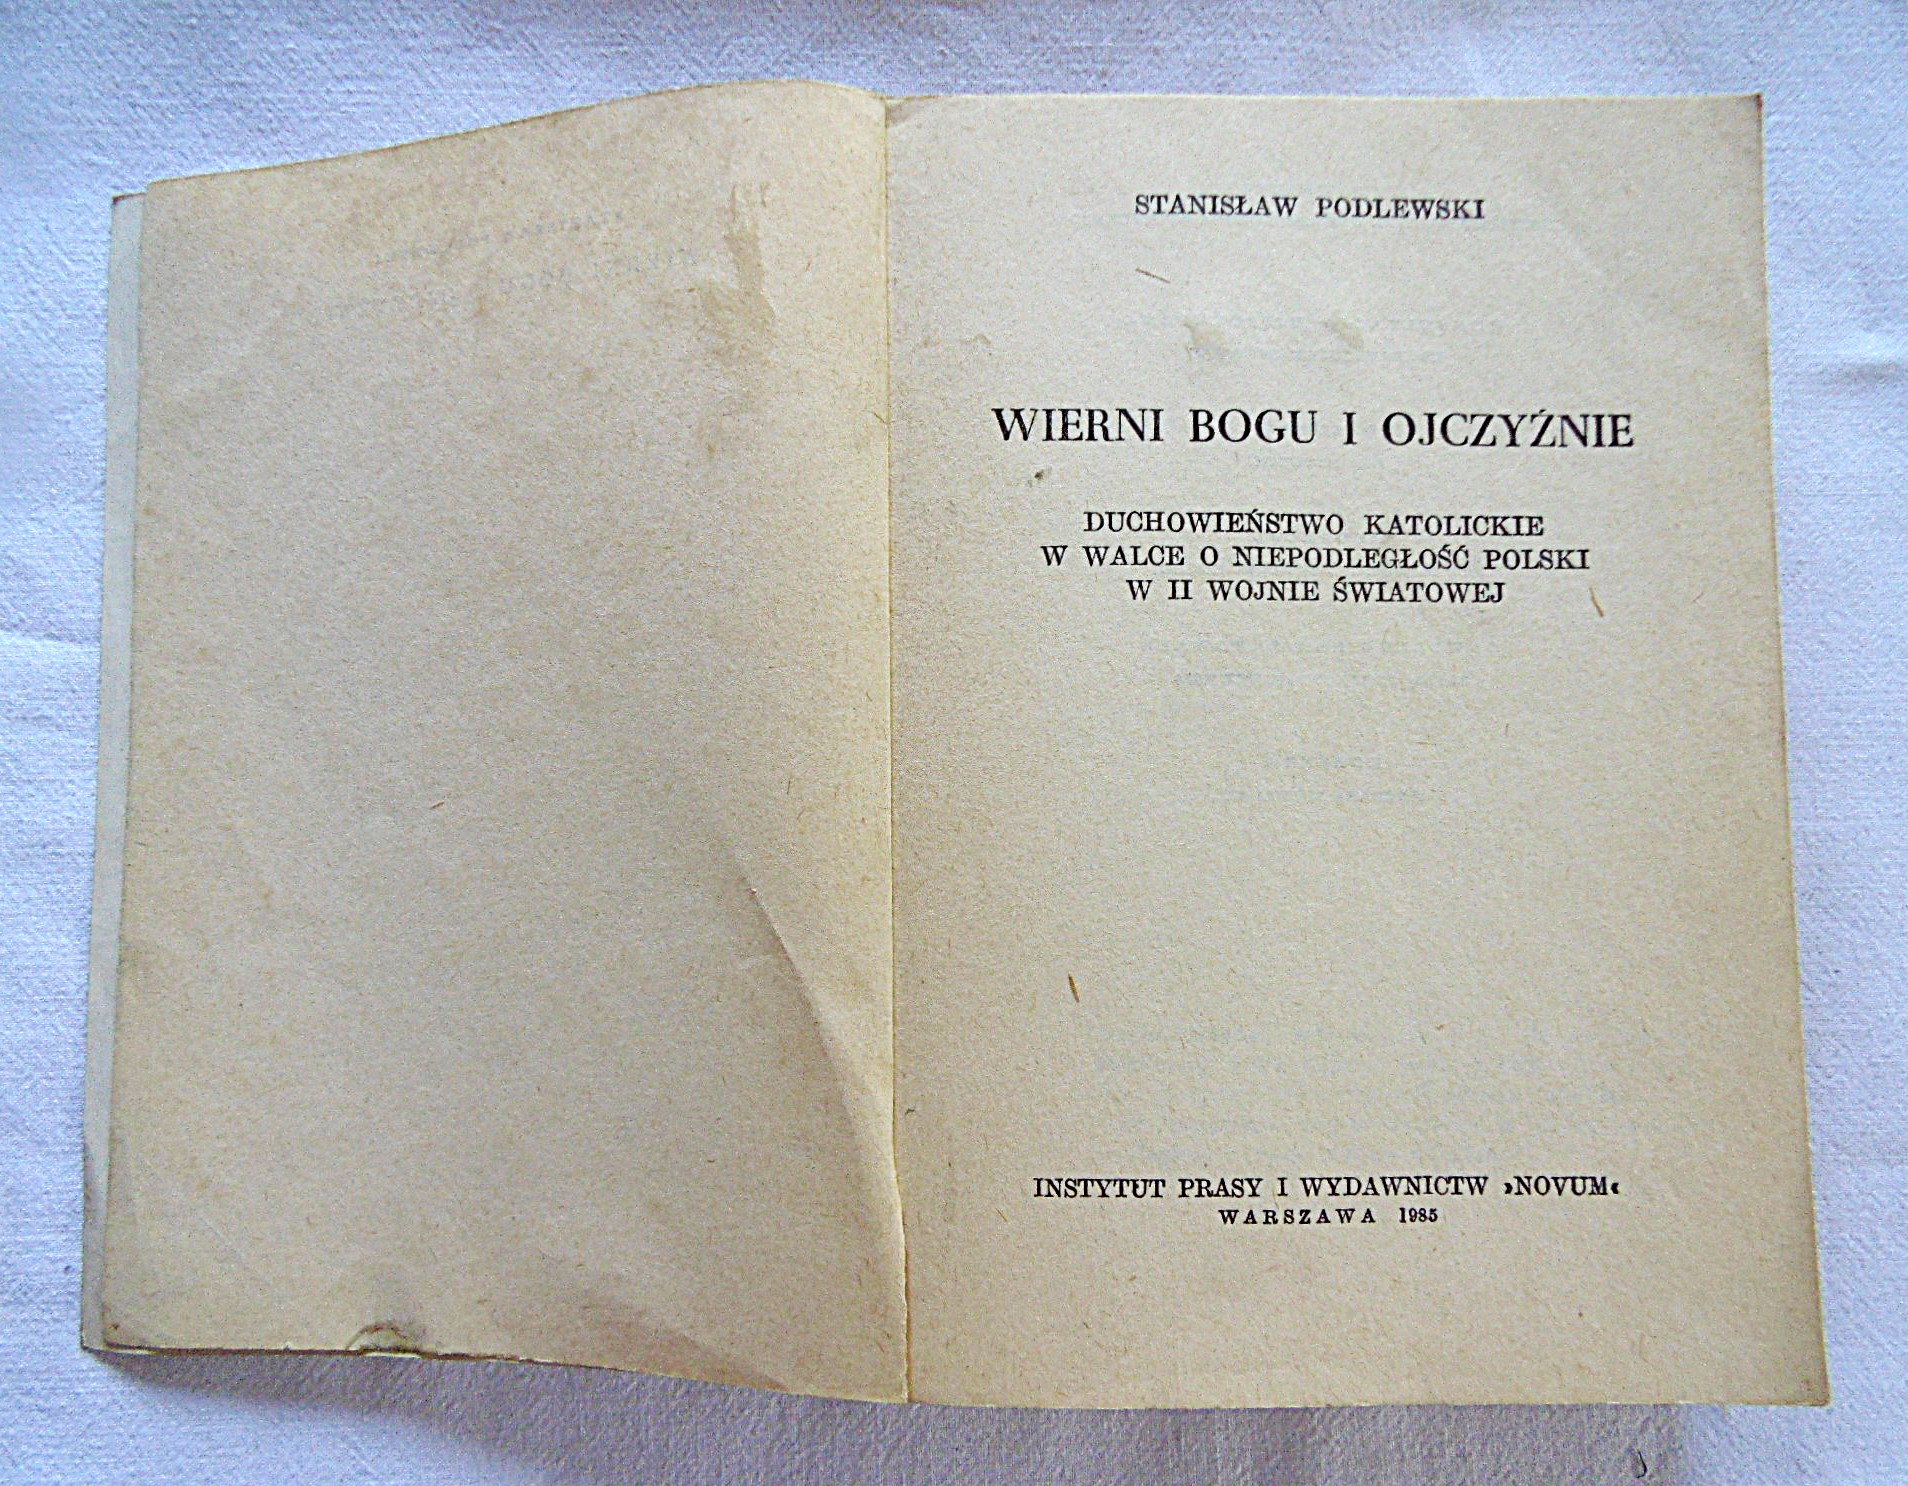 STANISŁAW PODLEWSKI
WIERNI BOGU I OJCZYŹNIE
DUCHOWIEŃSTWO KATOLICKIE
W WALCE O NIEPODLEGŁOŚĆ POLSKI
W II WOJNIE ŚWIATOWEJ
INSTYTUT PRASY I WYDAWNICTW »NOVUM«
WARSZAWA 1985